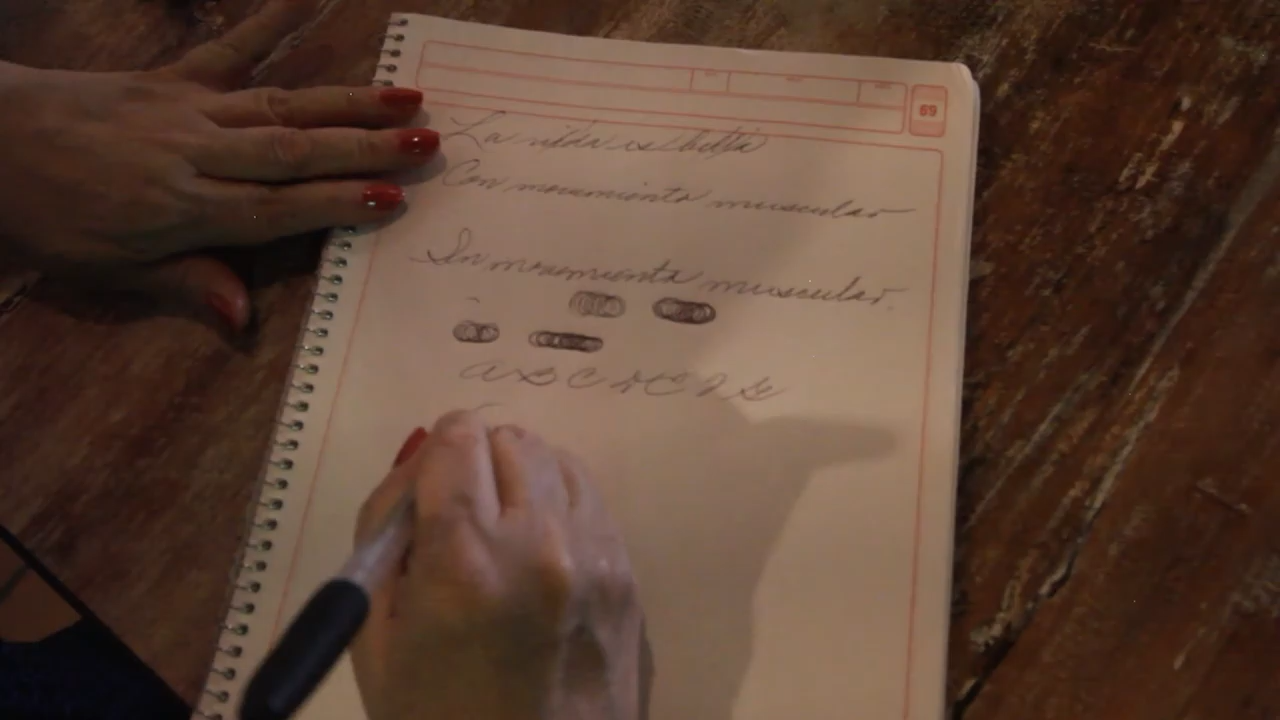 69
La vida es bella
Con movimiento muscular
Sin movimiento muscular.
a B C d e